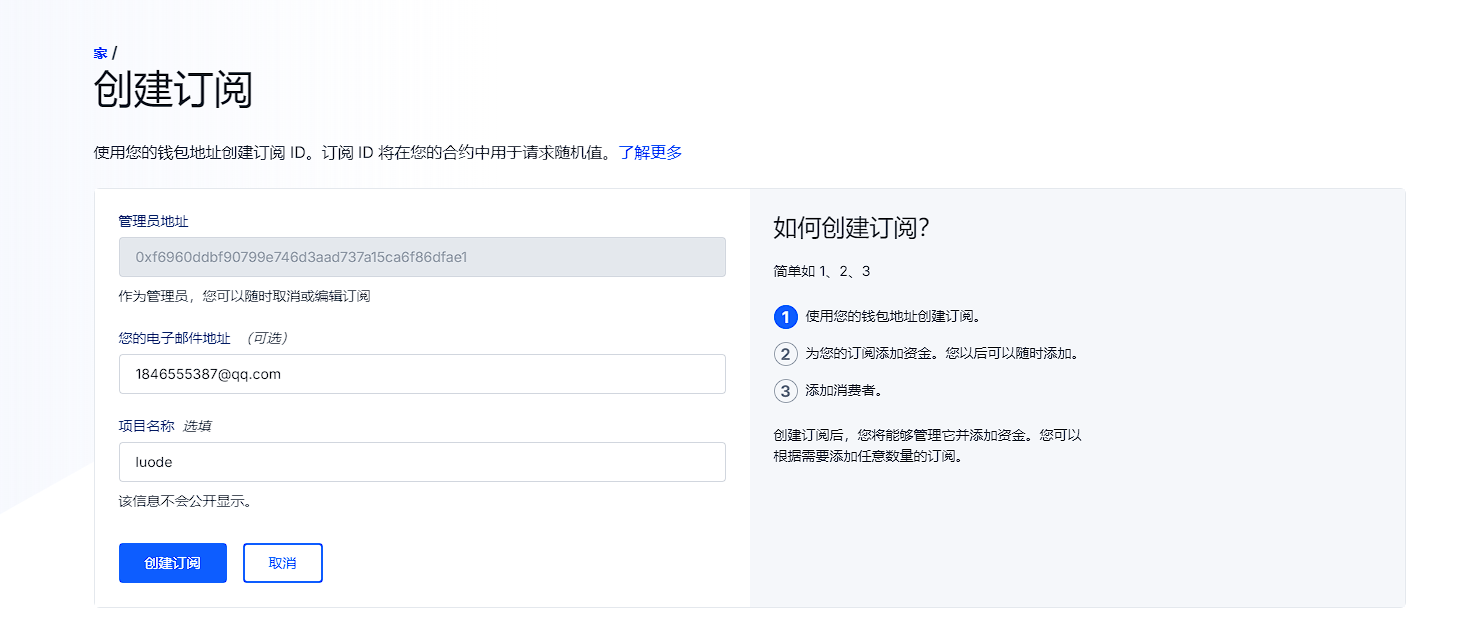 家 /
创建订阅
使用您的钱包地址创建订阅 ID。订阅 ID 将在您的合约中用于请求随机值。了解更多
管理员地址
0xf6960ddbf90799e746d3aad737a15ca6f86dfae1
作为管理员，您可以随时取消或编辑订阅
您的电子邮件地址 （可选）
1846555387@qq.com
项目名称 选填
luode
该信息不会公开显示。
创建订阅 取消
如何创建订阅？
简单如 1、2、3
1 使用您的钱包地址创建订阅。
2 为您的订阅添加资金。您以后可以随时添加。
3 添加消费者。
创建订阅后，您将能够管理它并添加资金。您可以
根据需要添加任意数量的订阅。